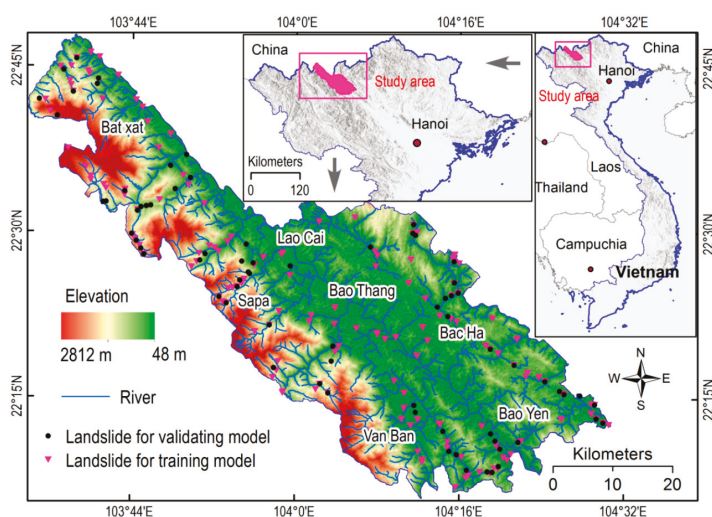 103°44'E
104°0'E
104°16'E
104°32'E
22°45'N
22°30'N
22°15'N
China
Study area
Hanoi
Kilometers
0 120
China
Hanoi
Study area
Laos
Thailand
Campuchia
Vietnam
22°45'N
22°30'N
22°15'N
Bat xat
Lao Cai
Sapa
Bao Thang
Bac Ha
Bao Yen
Van Ban
Elevation
2812 m 48 m
River
Landslide for validating model
Landslide for training model
N
W E
S
Kilometers
0 10 20
103°44'E
104°0'E
104°16'E
104°32'E